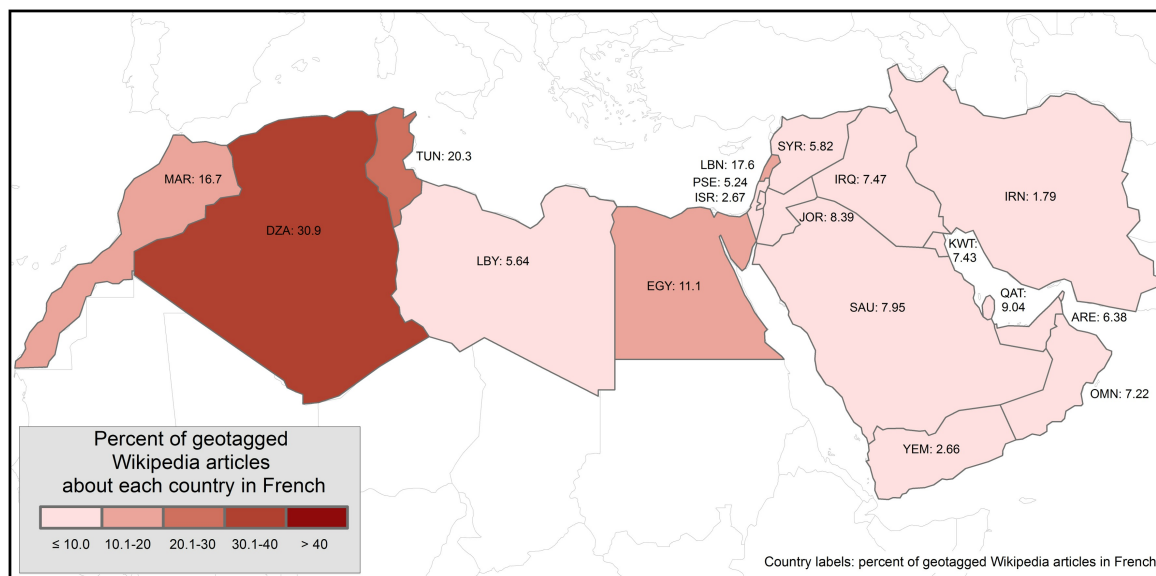 TUN: 20.3
MAR: 16.7
DZA: 30.9
LBY: 5.64
EGY: 11.1
LBN: 17.6
PSE: 5.24
ISR: 2.67
SYR: 5.82
IRQ: 7.47
JOR: 8.39
IRN: 1.79
KWT:
7.43
QAT:
9.04
SAU: 7.95
ARE: 6.38
OMN: 7.22
YEM: 2.66
Percent of geotagged
Wikipedia articles
about each country in French
≤ 10.0 10.1-20 20.1-30 30.1-40 > 40
Country labels: percent of geotagged Wikipedia articles in French